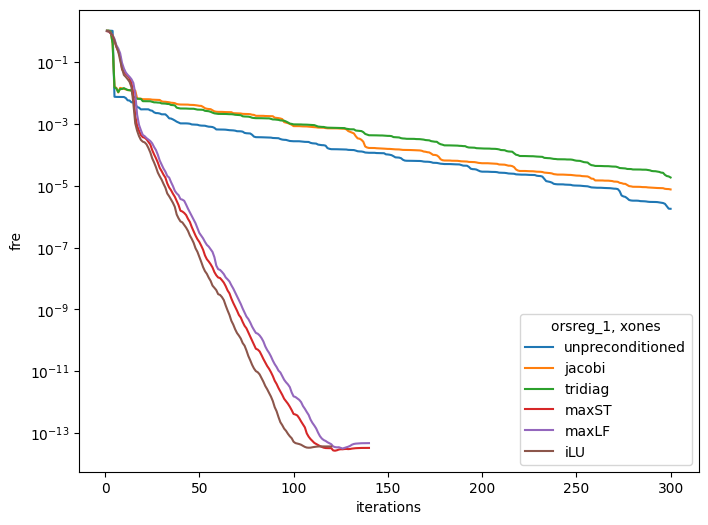 fre
10⁻¹
10⁻³
10⁻⁵
10⁻⁷
10⁻⁹
10⁻¹¹
10⁻¹³
0 50 100 150 200 250 300
iterations
orsreg_1, xones
unpreconditioned
jacobi
tridiag
maxST
maxLF
iLU